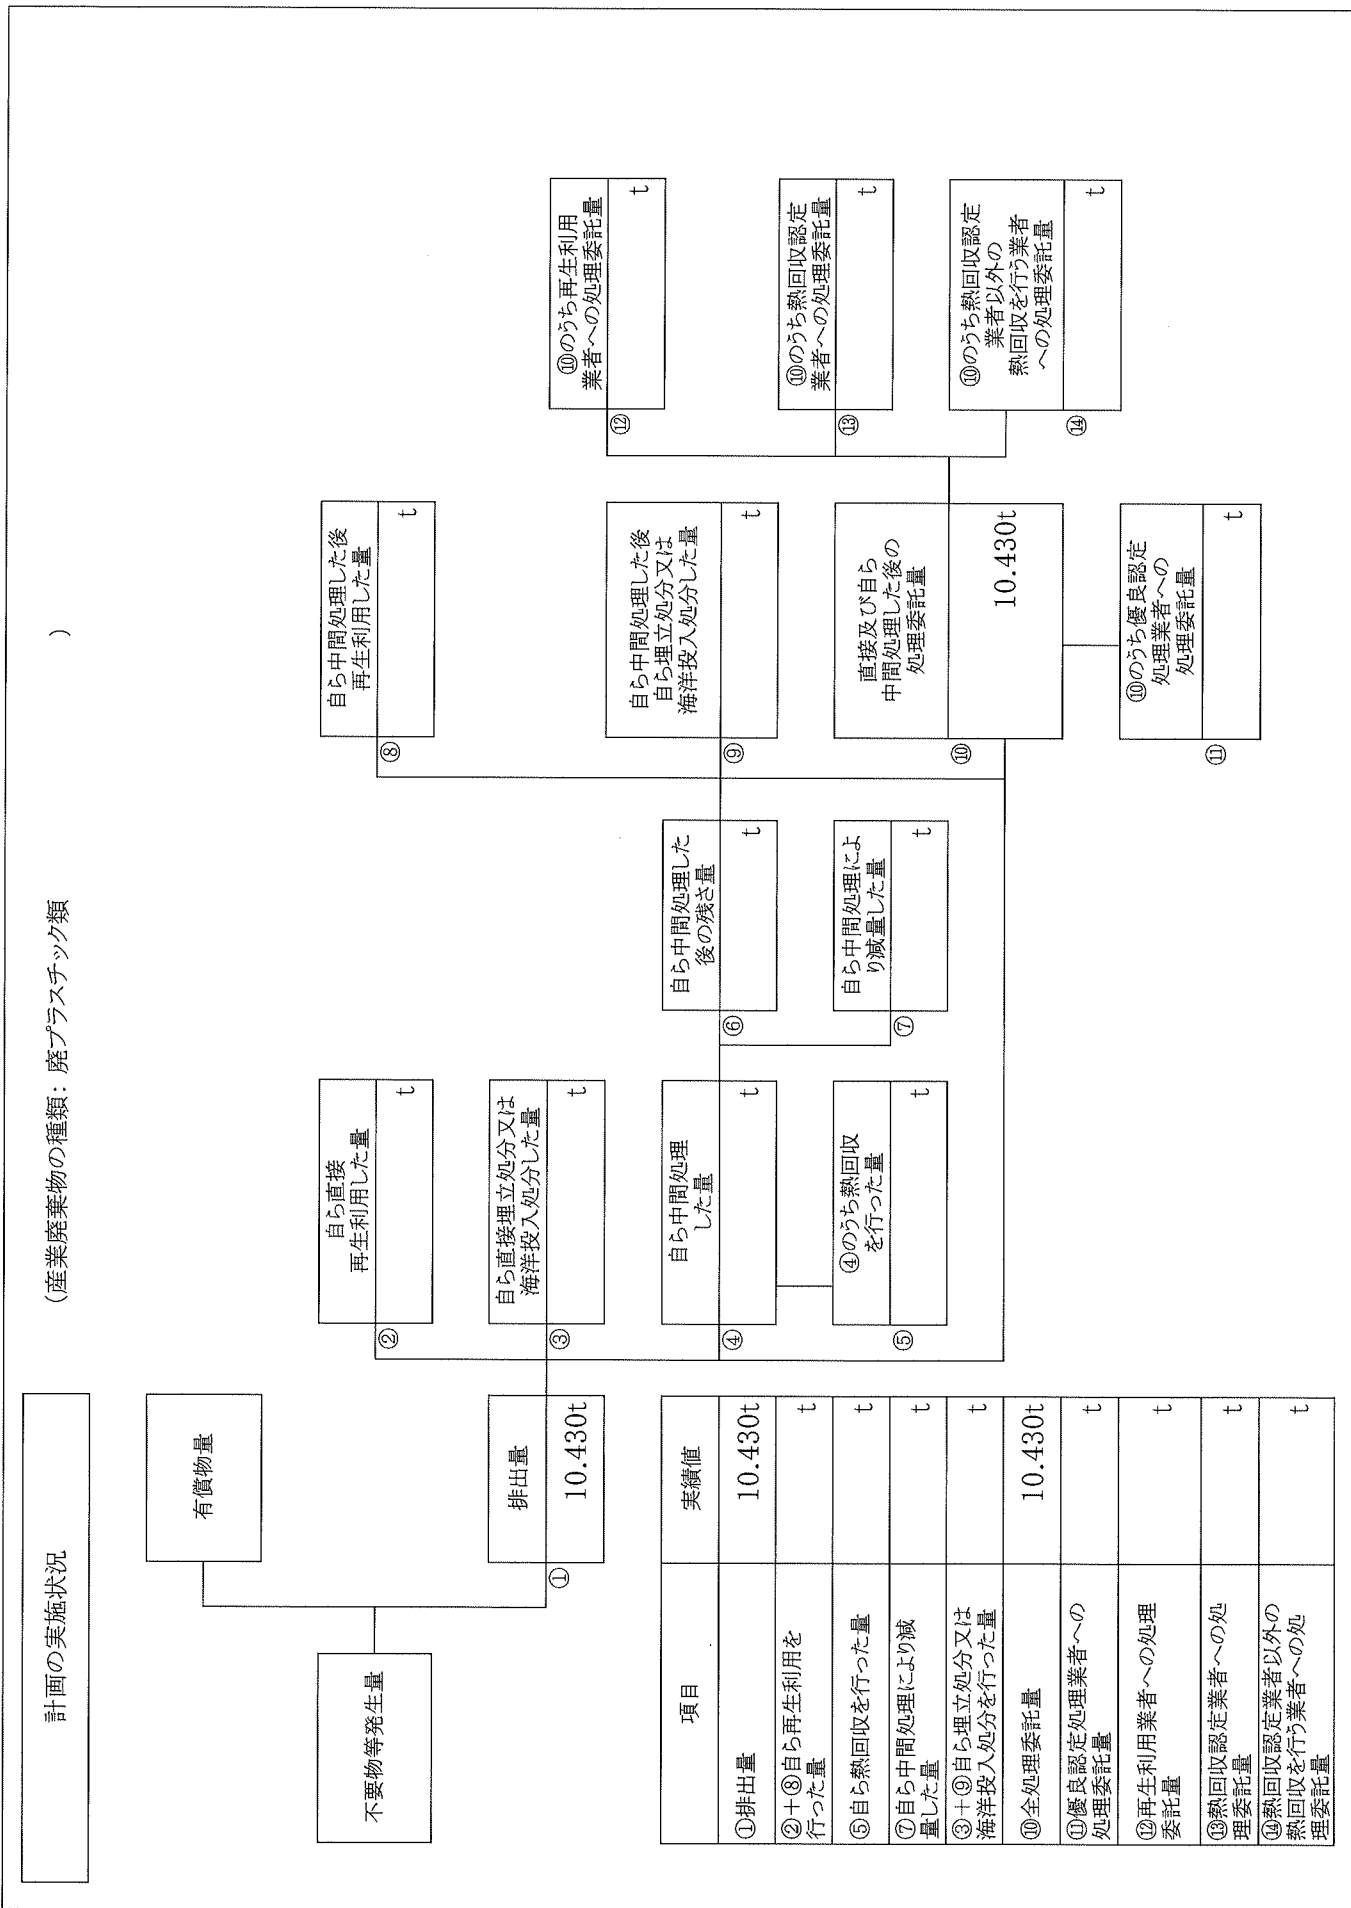 計画の実施状況
(産業廃棄物の種類：廃プラスチック類
)
不要物等発生量
有償物量
①
排出量
10.430t
②
自ら直接
再生利用した量
t
③
自ら直接埋立処分又は
海洋投入処分した量
t
④
自ら中間処理
した量
t
⑤
④のうち熱回収
を行った量
t
⑥
自ら中間処理した
後の残さ量
t
⑦
自ら中間処理によ
り減量した量
t
⑧
自ら中間処理した後
再生利用した量
t
⑨
自ら中間処理した後
自ら埋立処分又は
海洋投入処分した量
t
⑩
直接及び自ら
中間処理した後の
処理委託量
10.430t
⑪
⑩のうち優良認定
処理業者への
処理委託量
t
⑫
⑩のうち再生利用
業者への処理委託量
t
⑬
⑩のうち熱回収認定
業者への処理委託量
t
⑭
⑩のうち熱回収認定
業者以外の
熱回収を行う業者
への処理委託量
t
項目
実績値
①排出量
10.430t
②＋⑧自ら再生利用を
行った量
t
⑤自ら熱回収を行った量
t
⑦自ら中間処理により減
量した量
t
③＋⑨自ら埋立処分又は
海洋投入処分を行った量
t
⑩全処理委託量
10.430t
⑪優良認定処理業者への
処理委託量
t
⑫再生利用業者への処理
委託量
t
⑬熱回収認定業者への処
理委託量
t
⑭熱回収認定業者以外の
熱回収を行う業者への処
理委託量
t